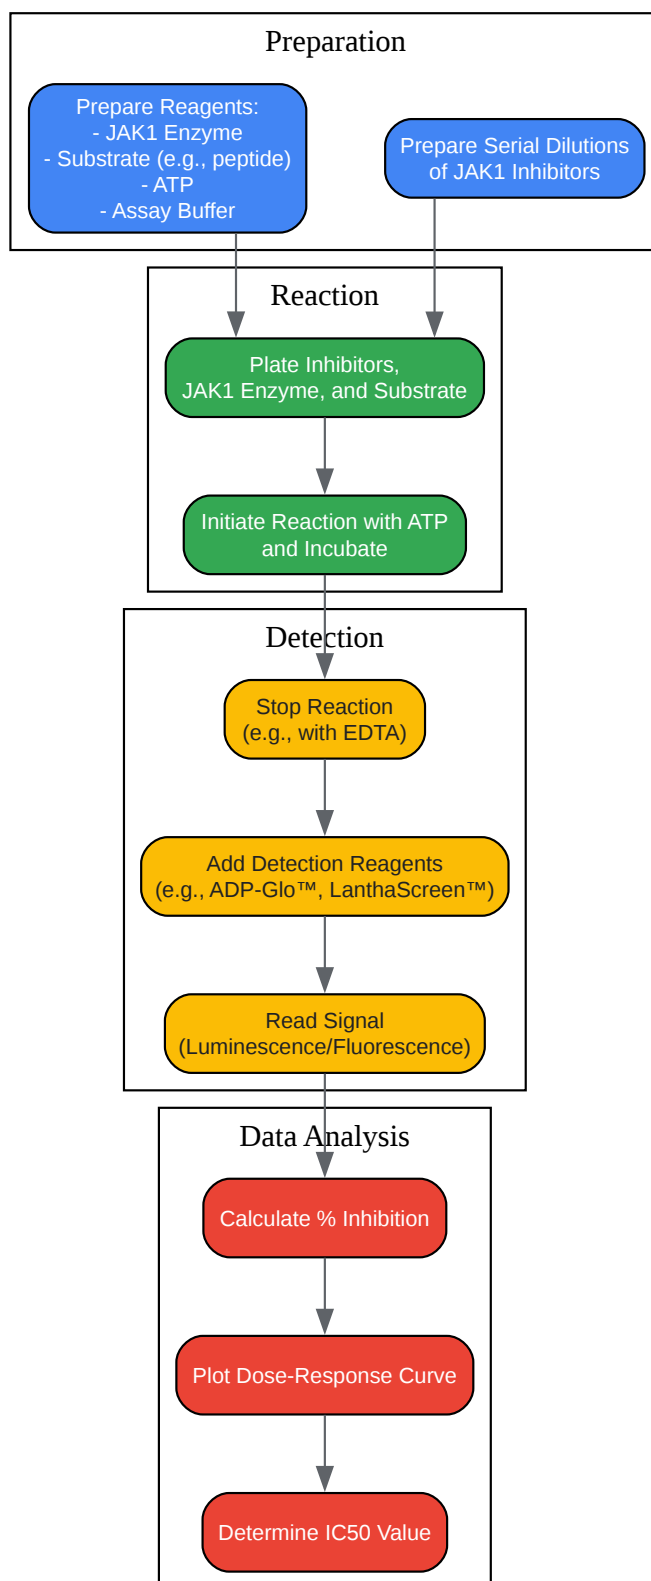 Preparation
Prepare Reagents:
- JAK1 Enzyme
- Substrate (e.g., peptide)
- ATP
- Assay Buffer
Prepare Serial Dilutions
of JAK1 Inhibitors
Reaction
Plate Inhibitors,
JAK1 Enzyme, and Substrate
Initiate Reaction with ATP
and Incubate
Detection
Stop Reaction
(e.g., with EDTA)
Add Detection Reagents
(e.g., ADP-Glo™, LanthaScreen™)
Read Signal
(Luminescence/Fluorescence)
Data Analysis
Calculate % Inhibition
Plot Dose-Response Curve
Determine IC50 Value